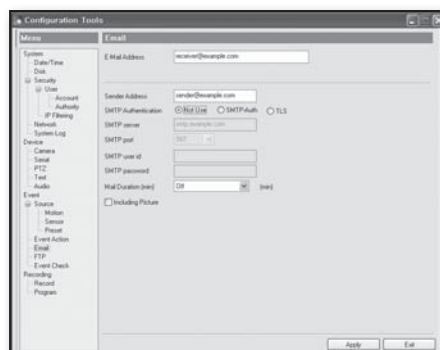 Configuration Tools
Menu
System
Date/Time
Disk
Security
User
Account
Authority
IP Filtering
Network
System Log
Device
Camera
Serial
PTZ
Text
Audio
Event
Source
Motion
Sensor
Preset
Event Action
Email
FTP
Event Check
Recording
Record
Program
Email
E-Mail Address receiver@example.com
Sender Address sender@example.com
SMTP Authentication Not Use SMTP-Auth TLS
SMTP server smtp.example.com
SMTP port
SMTP user id
SMTP password
Mail Duration (min) Off (min)
Including Picture
Apply Exit